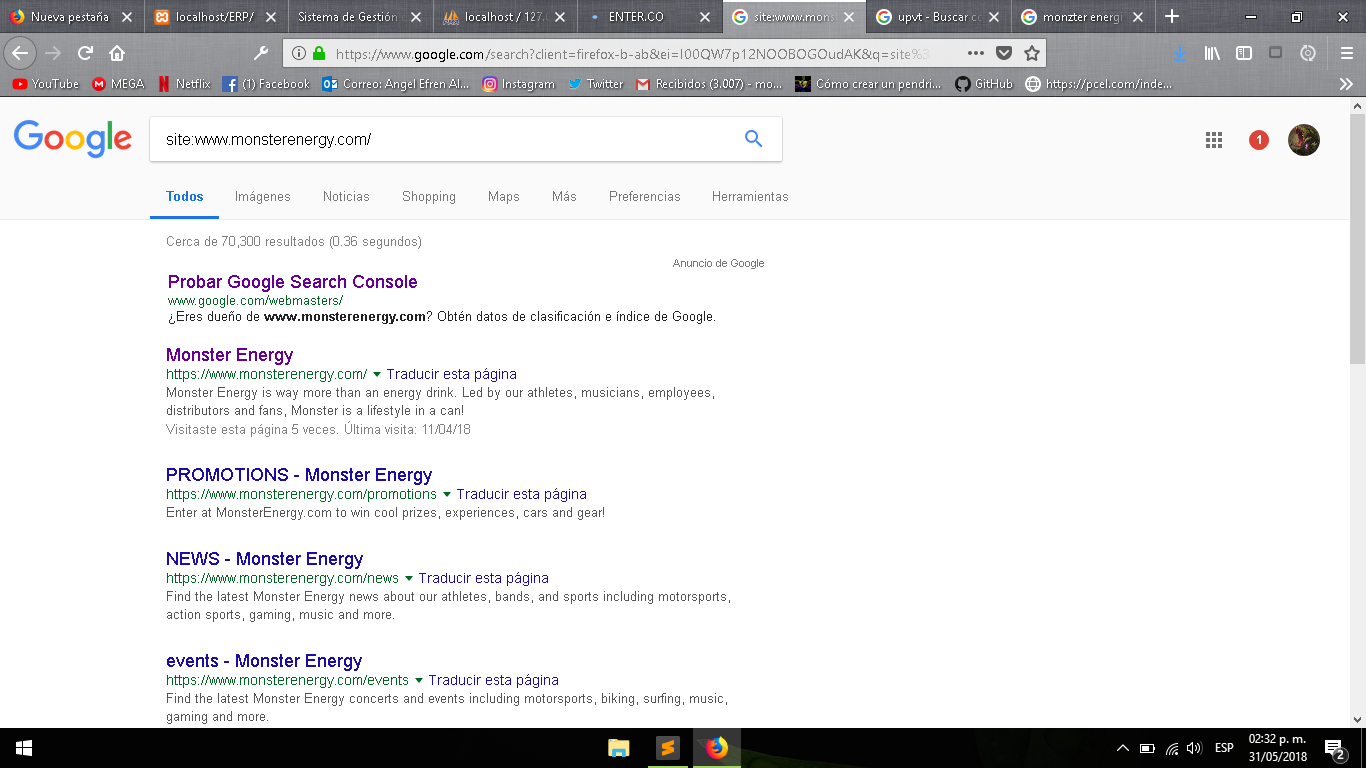 Nueva pestaña
localhost/ERP/
Sistema de Gestión
localhost / 127.
ENTER.CO
site:www.mons
upvt - Buscar c
monzter energ
https://www.google.com/search?client=firefox-b-ab&ei=I00QW7p12NOOBOGOudAK&q=site%3
YouTube
MEGA
Netflix
(1) Facebook
Correo: Angel Efren Al...
Instagram
Twitter
Recibidos (3.007) - mo...
Cómo crear un pendri...
GitHub
https://pcel.com/inde...
Google
site:www.monsterenergy.com/
1
Todos
Imágenes
Noticias
Shopping
Maps
Más
Preferencias
Herramientas
Cerca de 70,300 resultados (0.36 segundos)
Anuncio de Google
Probar Google Search Console
www.google.com/webmasters/
¿Eres dueño de www.monsterenergy.com? Obtén datos de clasificación e índice de Google.
Monster Energy
https://www.monsterenergy.com/ Traducir esta página
Monster Energy is way more than an energy drink. Led by our athletes, musicians, employees,
distributors and fans, Monster is a lifestyle in a can!
Visitaste esta página 5 veces. Última visita: 11/04/18
PROMOTIONS - Monster Energy
https://www.monsterenergy.com/promotions Traducir esta página
Enter at MonsterEnergy.com to win cool prizes, experiences, cars and gear!
NEWS - Monster Energy
https://www.monsterenergy.com/news Traducir esta página
Find the latest Monster Energy news about our athletes, bands, and sports including motorsports,
action sports, gaming, music and more.
events - Monster Energy
https://www.monsterenergy.com/events Traducir esta página
Find the latest Monster Energy concerts and events including motorsports, biking, surfing, music,
gaming and more.
ESP
02:32 p. m.
31/05/2018
2